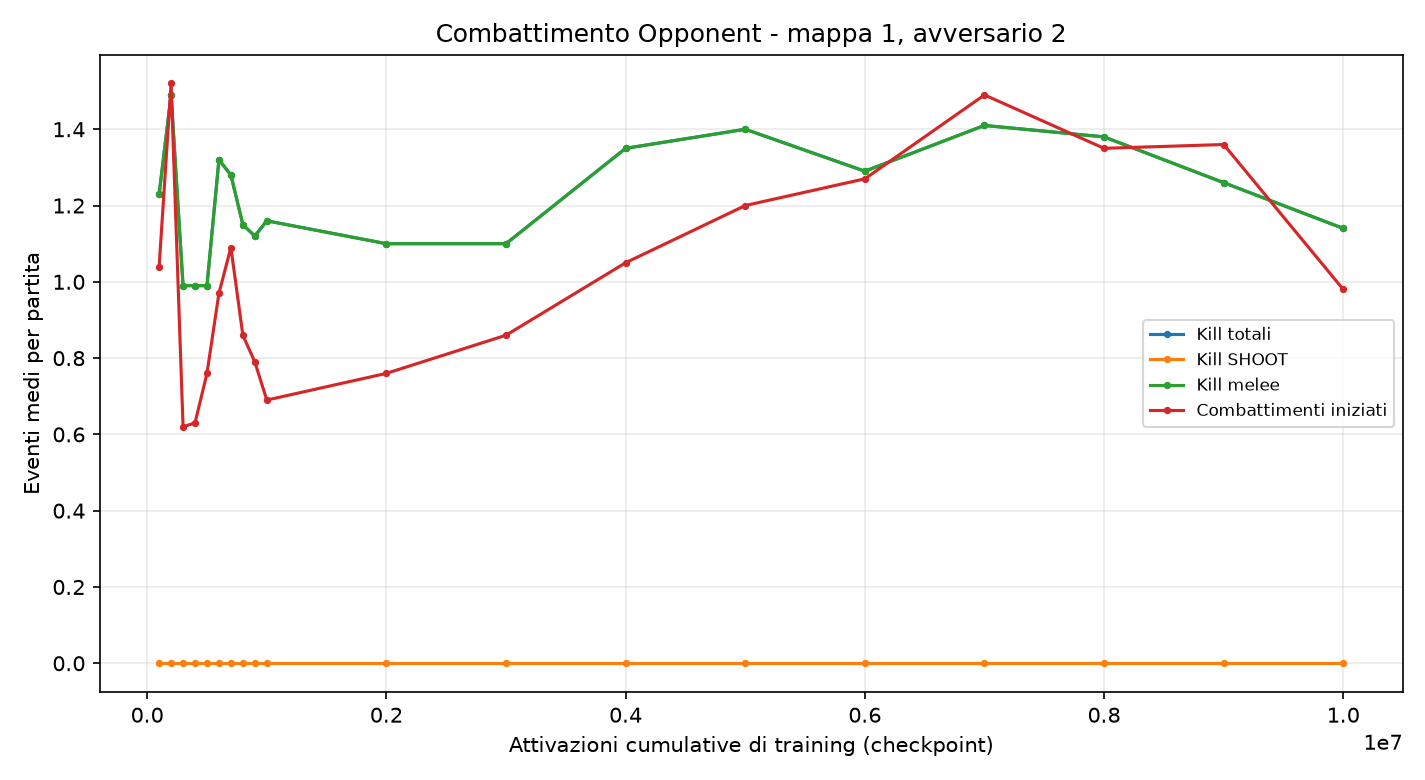 Combattimento Opponent - mappa 1, avversario 2
Eventi medi per partita
1.4
1.2
1.0
0.8
0.6
0.4
0.2
0.0
Kill totali
Kill SHOOT
Kill melee
Combattimenti iniziati
0.0 0.2 0.4 0.6 0.8 1.0
1e7
Attivazioni cumulative di training (checkpoint)